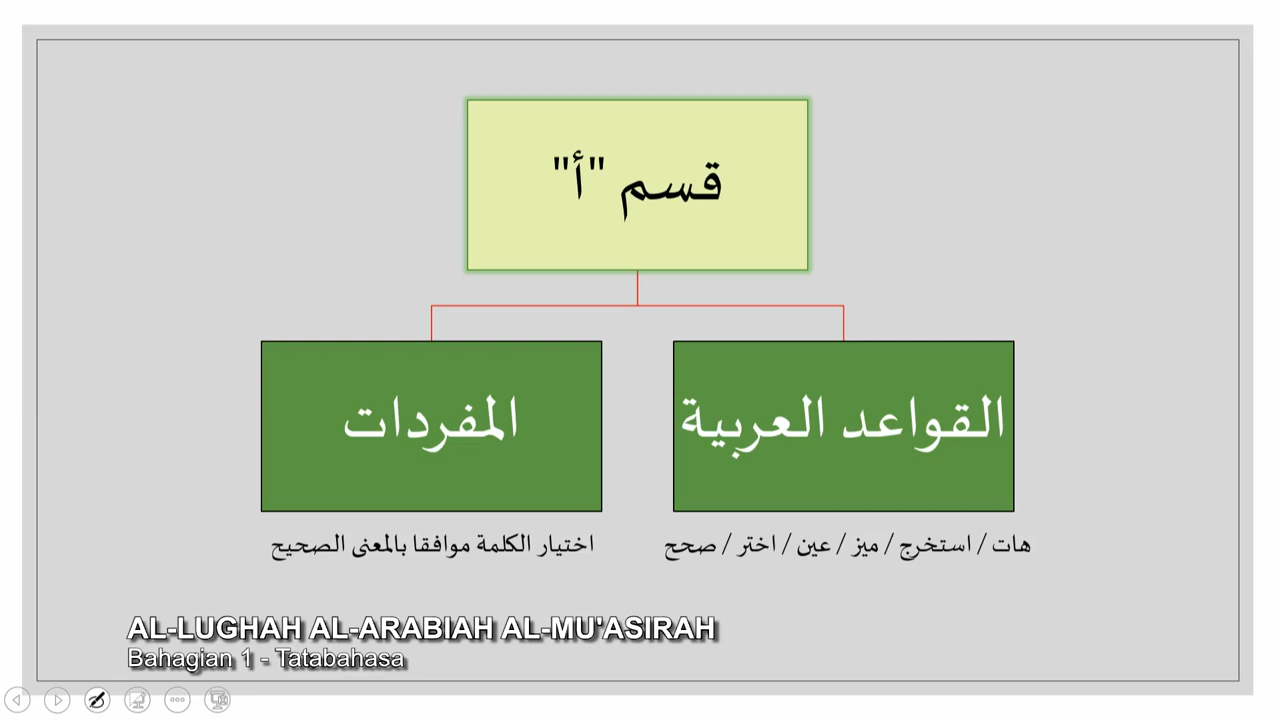 قسم "أ"
القواعد العربية
المفردات
هات / استخرج / ميز / عين / اختر / صحح
اختيار الكلمة موافقا بالمعنى الصحيح
AL-LUGHAH AL-ARABIAH AL-MU'ASIRAH
Bahagian 1 - Tatabahasa